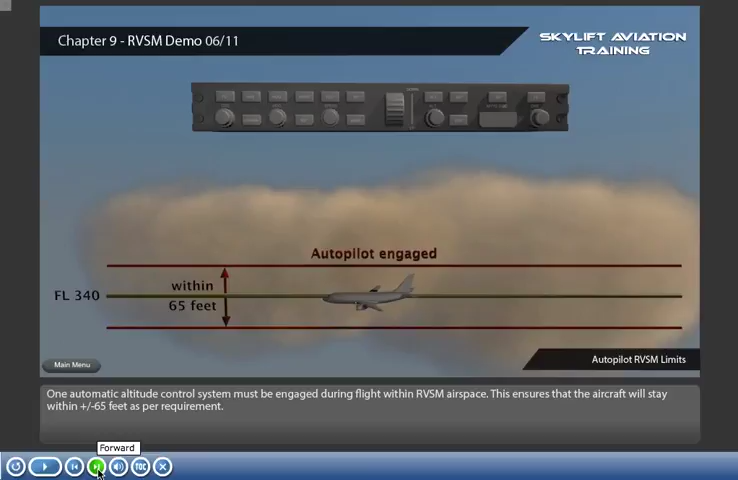 Chapter 9 - RVSM Demo 06/11
SKYLIFT AVIATION
TRAINING
Autopilot engaged
within
FL 340
65 feet
Main Menu
Autopilot RVSM Limits
One automatic altitude control system must be engaged during flight within RVSM airspace. This ensures that the aircraft will stay
within +/-65 feet as per requirement.
Forward
TOC